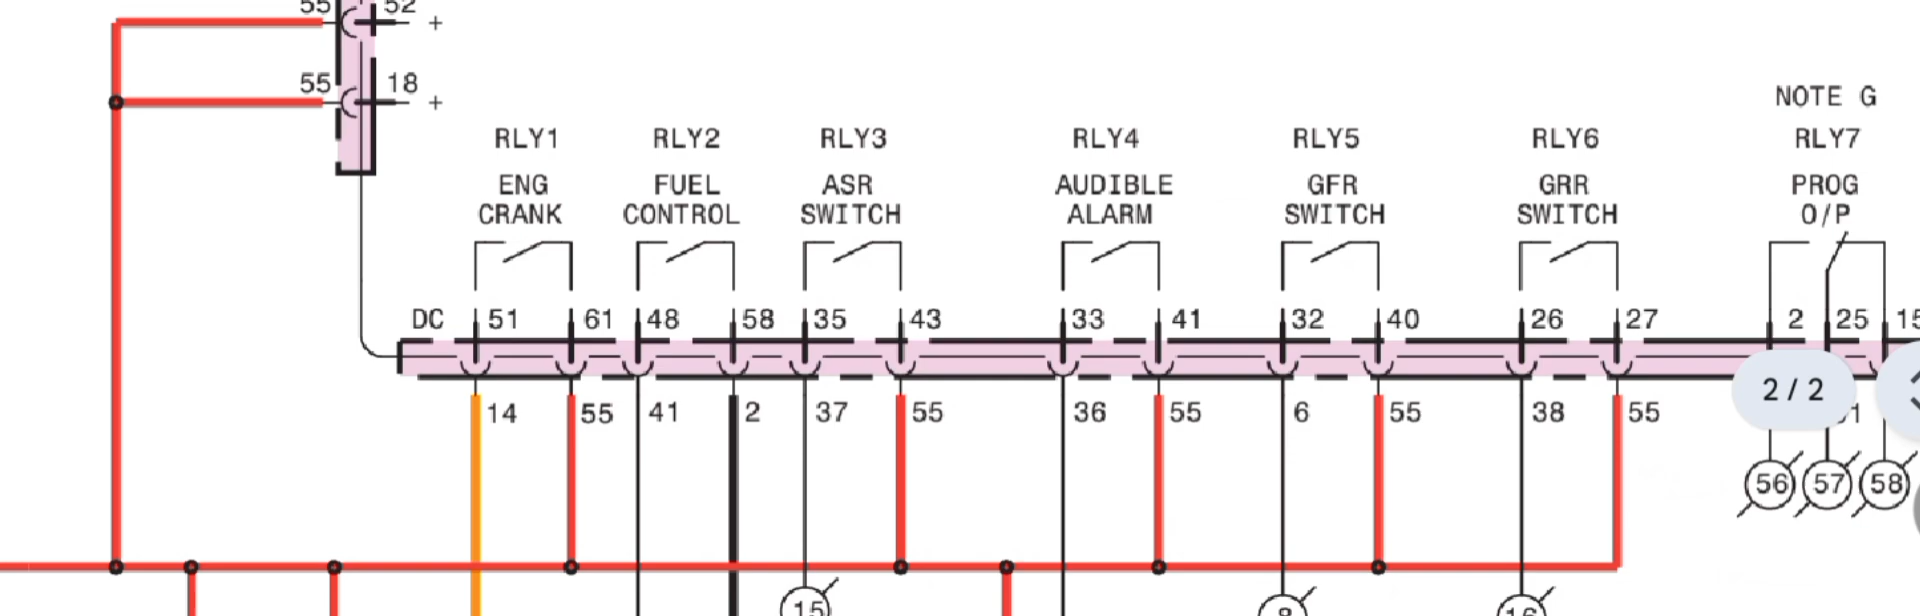 55 52 +
55 18 +
NOTE G
RLY1 RLY2 RLY3 RLY4 RLY5 RLY6 RLY7
ENG FUEL ASR AUDIBLE GFR GRR PROG
CRANK CONTROL SWITCH ALARM SWITCH SWITCH O/P
DC 51 61 48 58 35 43 33 41 32 40 26 27 2 25 15
2 / 2
14 55 41 2 37 55 36 55 6 55 38 55
56 57 58
15 8 16